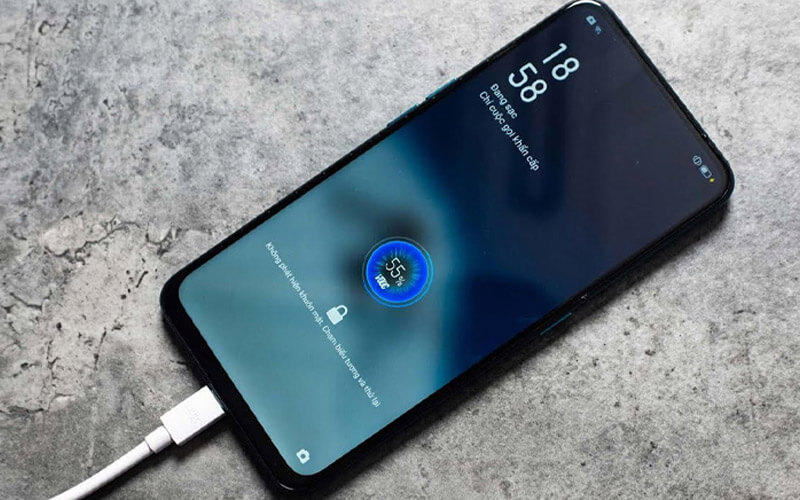 18
58
Đang sạc
Chỉ cuộc gọi khẩn cấp
55%
VOOC
Không phát hiện khuôn mặt. Chạm biểu tượng và thử lại